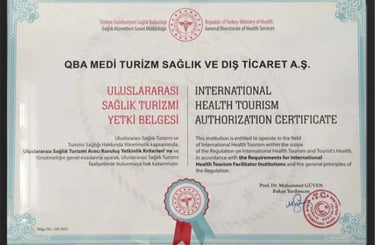 Türkiye Cumhuriyeti Sağlık Bakanlığı
Sağlık Hizmetleri Genel Müdürlüğü
Republic of Turkey Ministry of Health
General Directorate of Health Services
QBA MEDİ TURİZM SAĞLIK VE DIŞ TİCARET A.Ş.
ULUSLARARASI
SAĞLIK TURİZMİ
YETKİ BELGESİ
INTERNATIONAL
HEALTH TOURISM
AUTHORIZATION CERTIFICATE
Uluslararası Sağlık Turizmi ve
Turistin Sağlığı Hakkında Yönetmelik kapsamında,
Uluslararası Sağlık Turizmi Aracı Kuruluş Yetkinlik Kriterleri' ne ve
Yönetmeliğin genel esaslarına uyarak, Uluslararası Sağlık Turizmi
faaliyetinde bulunmaya hak kazanmıştır.
This institution is entitled to operate in the field
of International Health Tourism within the scope
of the Regulation on International Health Tourism and Tourist's Health,
in accordance with the Requirements for International
Health Tourism Facilitator Institutions and the general principles of
the Regulation.
Prof. Dr. Muhammet GÜVEN
Bakan Yardımcısı
Belge No :